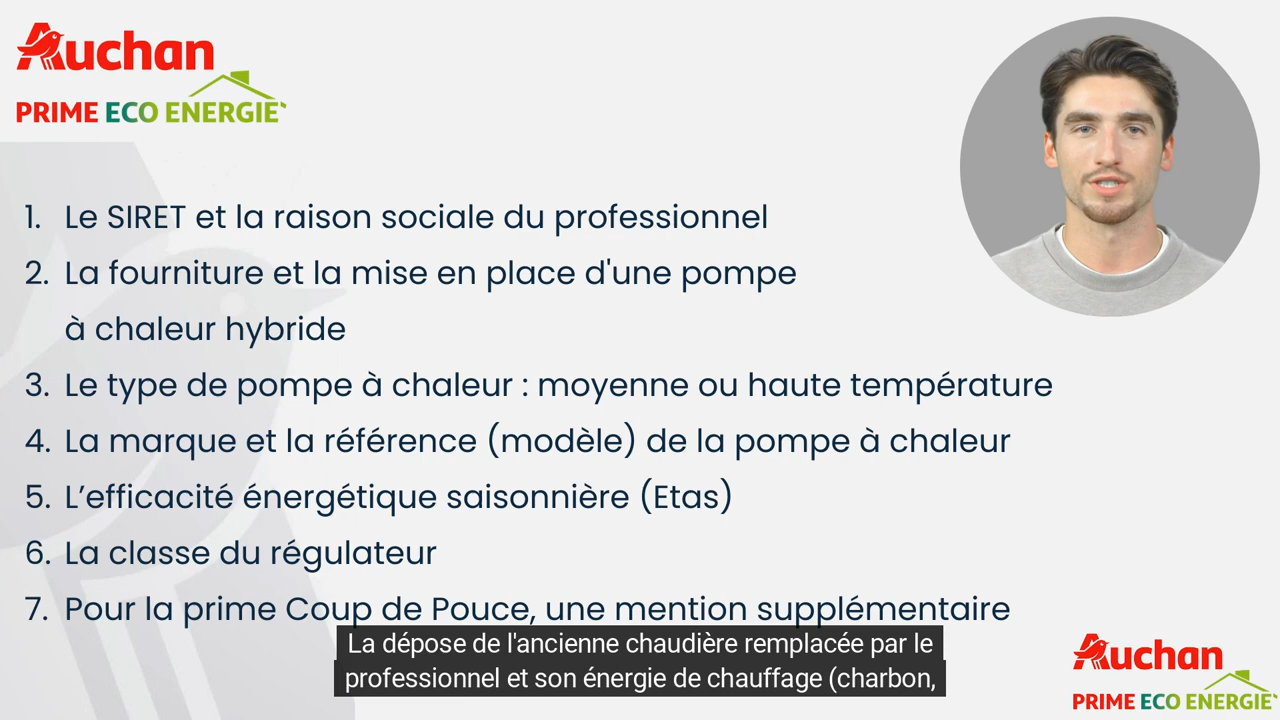 Auchan
PRIME ECO ENERGIE
1. Le SIRET et la raison sociale du professionnel
2. La fourniture et la mise en place d'une pompe
à chaleur hybride
3. Le type de pompe à chaleur : moyenne ou haute température
4. La marque et la référence (modèle) de la pompe à chaleur
5. L’efficacité énergétique saisonnière (Etas)
6. La classe du régulateur
7. Pour la prime Coup de Pouce, une mention supplémentaire
La dépose de l'ancienne chaudière remplacée par le
professionnel et son énergie de chauffage (charbon,
Auchan
PRIME ECO ENERGIE